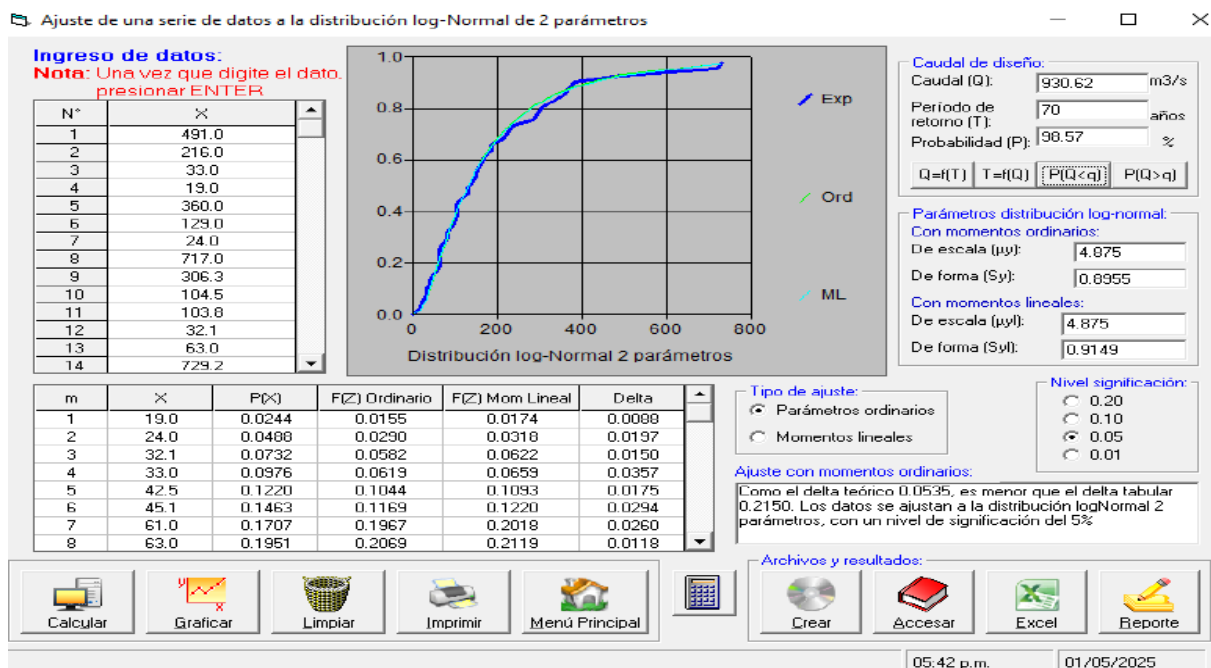 Ajuste de una serie de datos a la distribución log-Normal de 2 parámetros
Ingreso de datos:
Nota: Una vez que digite el dato.
presionar ENTER
N° X
1 491.0
2 216.0
3 33.0
4 19.0
5 360.0
6 129.0
7 24.0
8 717.0
9 306.3
10 104.5
11 103.8
12 32.1
13 63.0
14 729.2
1.0
0.8
0.6
0.4
0.2
0.0
0 200 400 600 800
Distribución log-Normal 2 parámetros
Exp
Ord
ML
Caudal de diseño:
Caudal (Q): 930.62 m3/s
Período de
retorno (T): 70 años
Probabilidad (P): 98.57 %
Q=f(T) T=f(Q) P(Q<q) P(Q>q)
Parámetros distribución log-normal:
Con momentos ordinarios:
De escala (µy): 4.875
De forma (Sy): 0.8955
Con momentos lineales:
De escala (µyl): 4.875
De forma (Syl): 0.9149
m X P(X) F(Z) Ordinario F(Z) Mom Lineal Delta
1 19.0 0.0244 0.0155 0.0174 0.0088
2 24.0 0.0488 0.0290 0.0318 0.0197
3 32.1 0.0732 0.0582 0.0622 0.0150
4 33.0 0.0976 0.0619 0.0659 0.0357
5 42.5 0.1220 0.1044 0.1093 0.0175
6 45.1 0.1463 0.1169 0.1220 0.0294
7 61.0 0.1707 0.1967 0.2018 0.0260
8 63.0 0.1951 0.2069 0.2119 0.0118
Tipo de ajuste:
Parámetros ordinarios
Momentos lineales
Nivel significación:
0.20
0.10
0.05
0.01
Ajuste con momentos ordinarios:
Como el delta teórico 0.0535, es menor que el delta tabular
0.2150. Los datos se ajustan a la distribución logNormal 2
parámetros, con un nivel de significación del 5%
Calcular
Graficar
Limpiar
Imprimir
Menú Principal
Archivos y resultados:
Crear
Accesar
Excel
Reporte
05:42 p.m. 01/05/2025